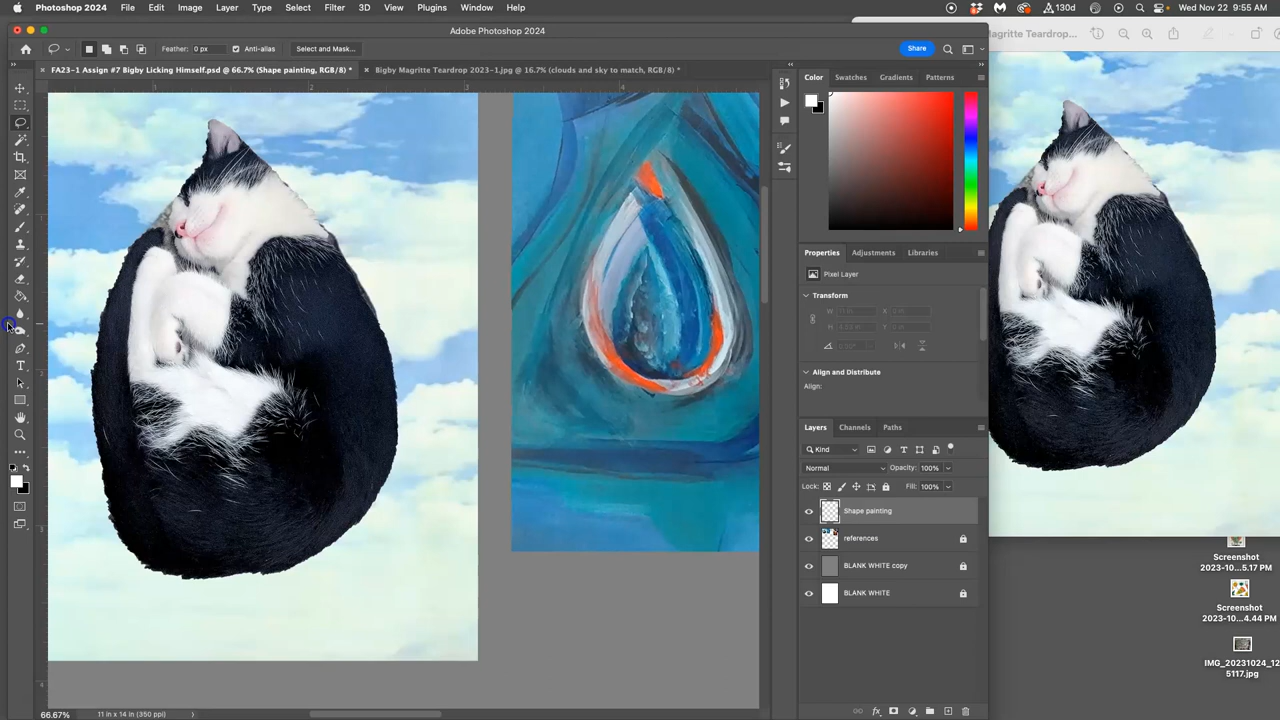 Photoshop 2024 File Edit Image Layer Type Select Filter 3D View Plugins Window Help 130d Wed Nov 22 9:55 AM
Adobe Photoshop 2024
Magritte Teardrop...
Feather: 0 px Anti-alias Select and Mask... Share
FA23-1 Assign #7 Bigby Licking Himself.psd @ 66.7% (Shape painting, RGB/8) *
Bigby Magritte Teardrop 2023-1.jpg @ 16.7% (clouds and sky to match, RGB/8) *
Color Swatches Gradients Patterns
Properties Adjustments Libraries
Pixel Layer
Transform
Align and Distribute
Align:
Layers Channels Paths
Kind
Normal Opacity: 100%
Lock: Fill: 100%
Shape painting
references
BLANK WHITE copy
BLANK WHITE
Screenshot
2023-10...5.17 PM
Screenshot
2023-10...4.44 PM
IMG_20231024_12
5117.jpg
66.67% 11 in x 14 in (350 ppi)